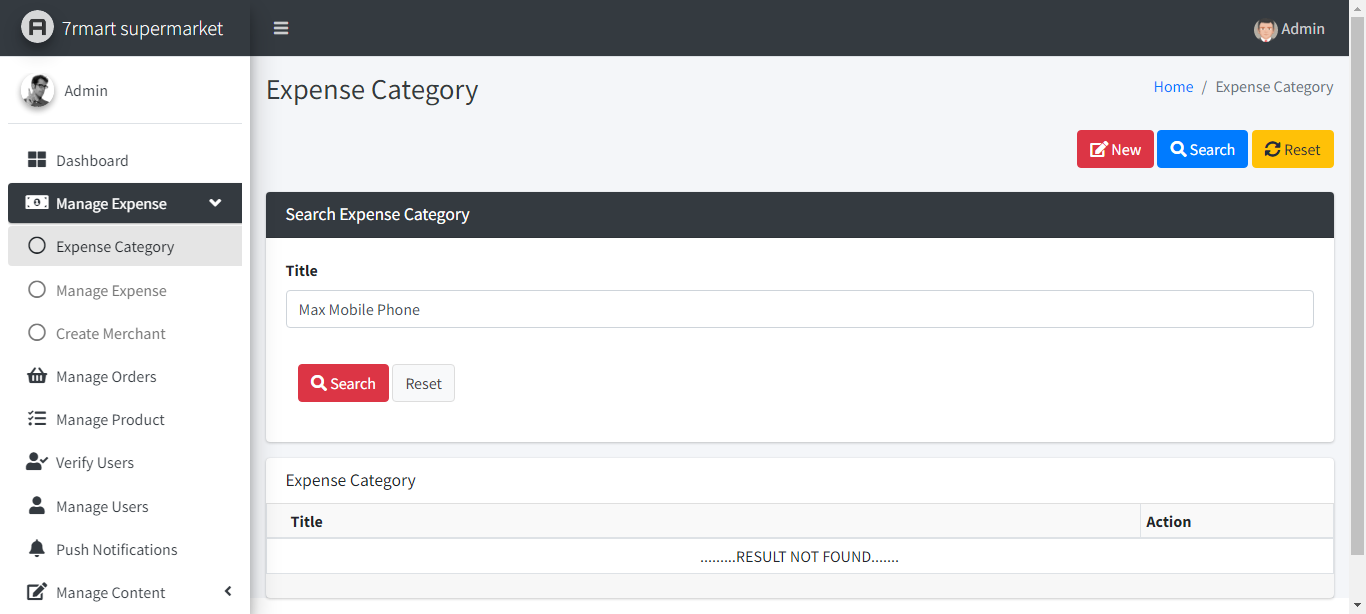 7rmart supermarket
Admin
Admin
Dashboard
Manage Expense
Expense Category
Manage Expense
Create Merchant
Manage Orders
Manage Product
Verify Users
Manage Users
Push Notifications
Manage Content
Expense Category
Home / Expense Category
New Search Reset
Search Expense Category
Title
Max Mobile Phone
Search Reset
Expense Category
Title Action
.........RESULT NOT FOUND.......